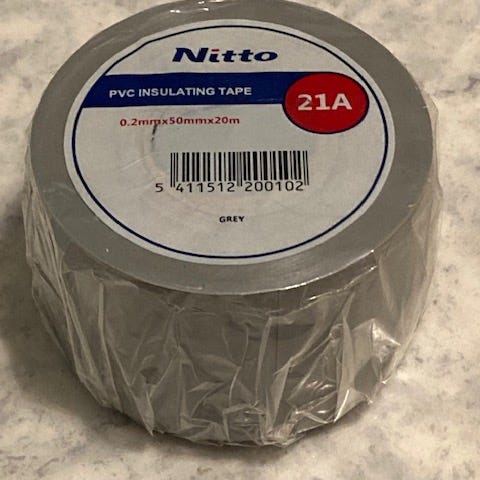 Nitto
PVC INSULATING TAPE
21A
0.2mmx50mmx20m
5 411512 200102
GREY